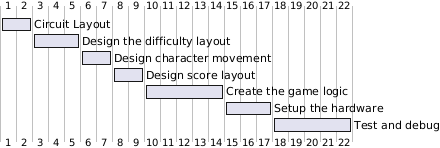 1 2 3 4 5 6 7 8 9 10 11 12 13 14 15 16 17 18 19 20 21 22
Circuit Layout
Design the difficulty layout
Design character movement
Design score layout
Create the game logic
Setup the hardware
Test and debug
1 2 3 4 5 6 7 8 9 10 11 12 13 14 15 16 17 18 19 20 21 22